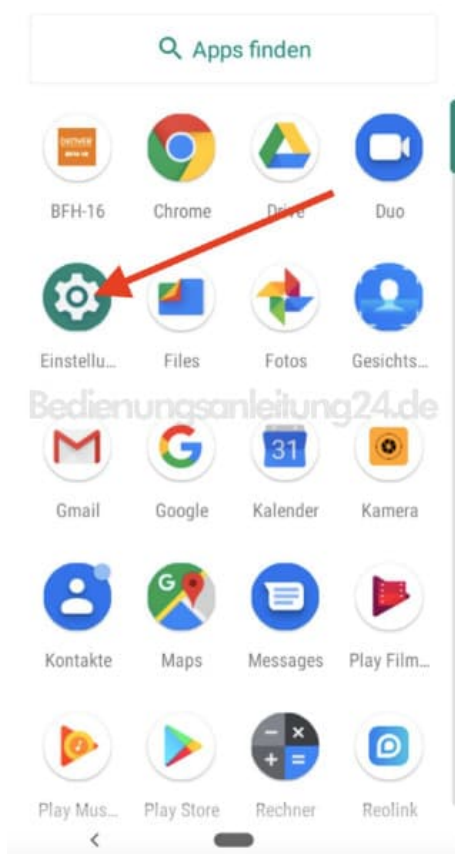 Apps finden
BFH-16 Chrome Drive Duo
Einstellu... Files Fotos Gesichts...
Bedienungsanleitung24.de
31
Gmail Google Kalender Kamera
G
Kontakte Maps Messages Play Film...
Play Mus... Play Store Rechner Reolink